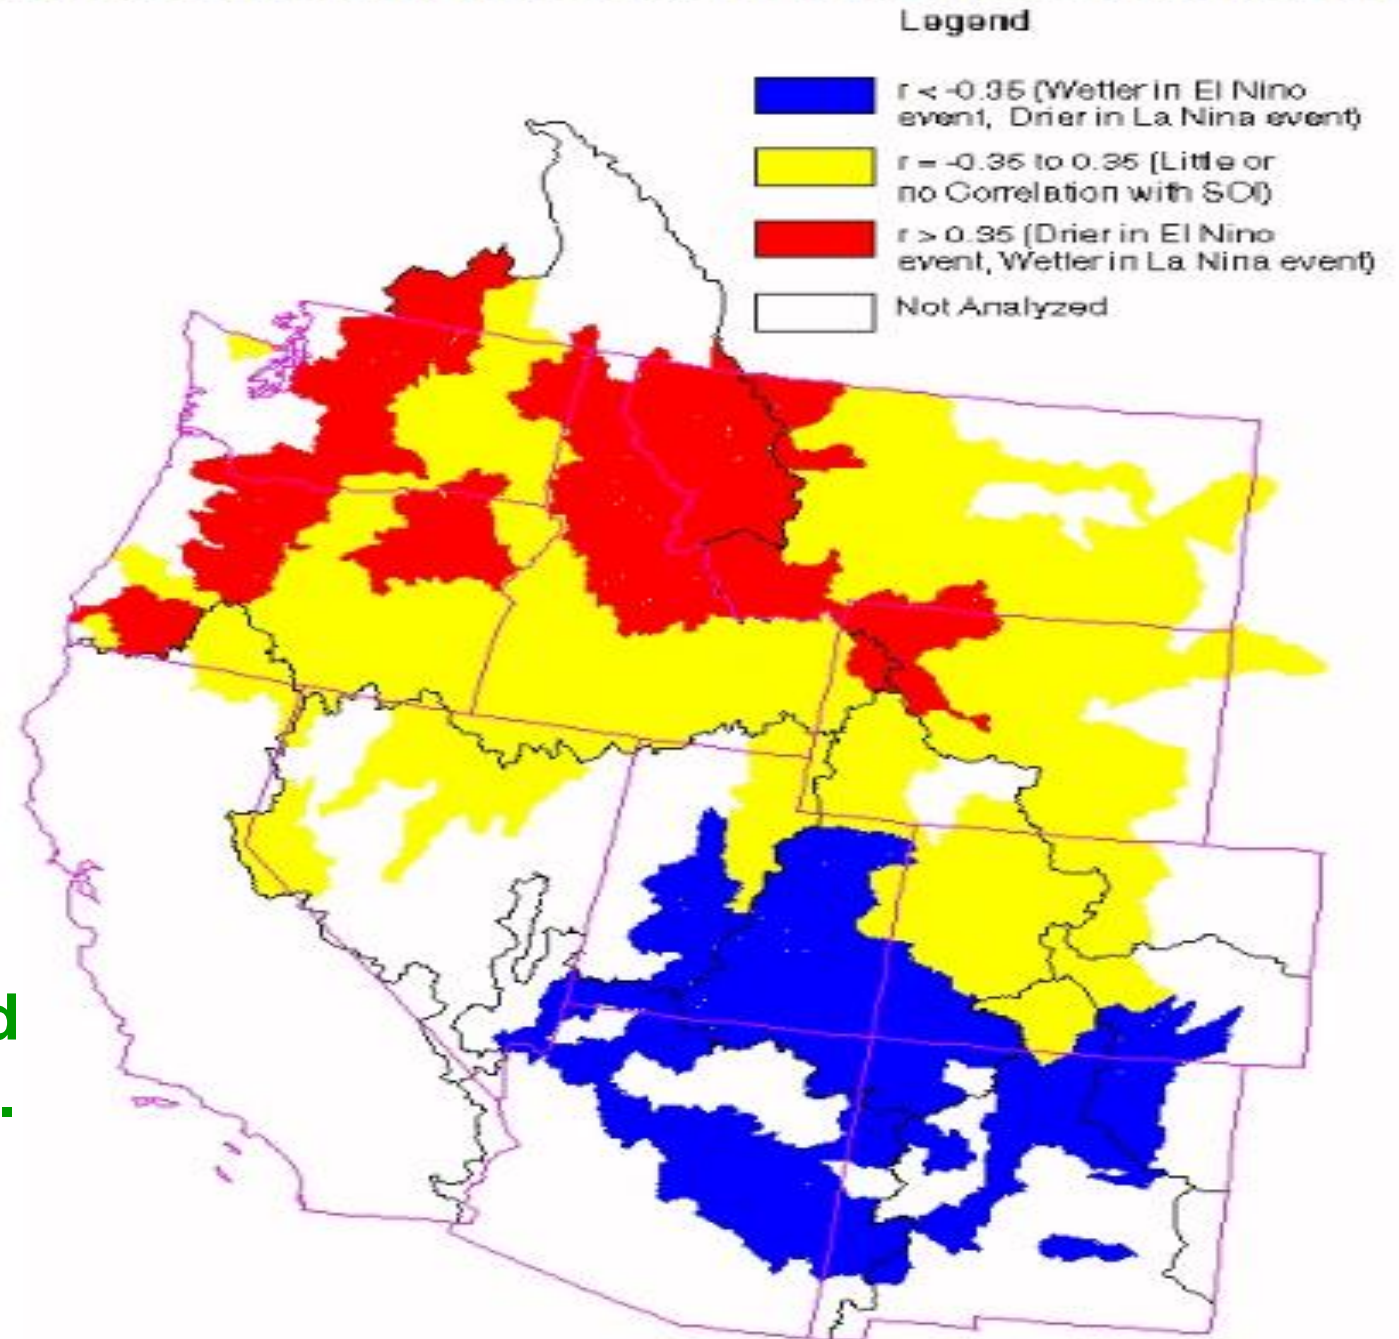 Legend
r < -0.35 (Wetter in El Nino
event, Drier in La Nina event)
r = -0.35 to 0.35 (Little or
no Correlation with SOI)
r > 0.35 (Drier in El Nino
event, Wetter in La Nina event)
Not Analyzed
d
.